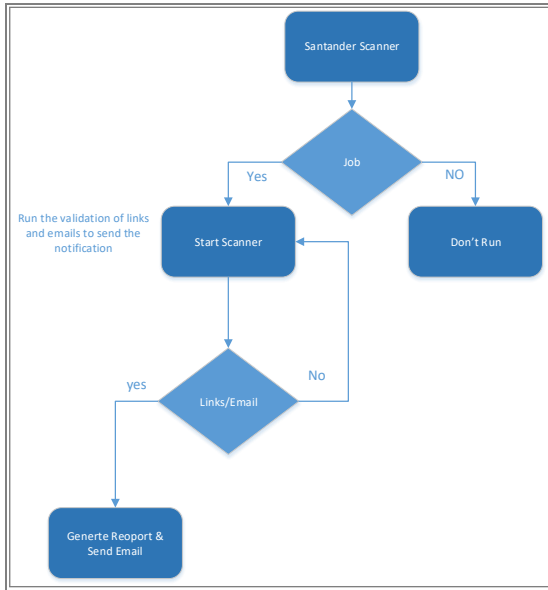 Santander Scanner
Job
Yes
NO
Run the validation of links
and emails to send the
notification
Start Scanner
Don't Run
No
yes
Links/Email
Generte Reoport &
Send Email